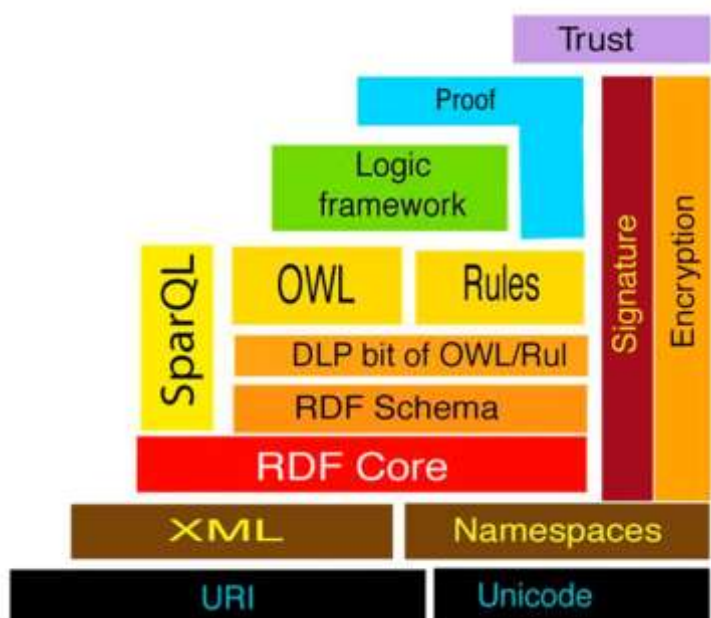 Trust
Proof
Logic
framework
Signature
Encryption
SparQL
OWL
Rules
DLP bit of OWL/Rul
RDF Schema
RDF Core
XML
Namespaces
URI
Unicode